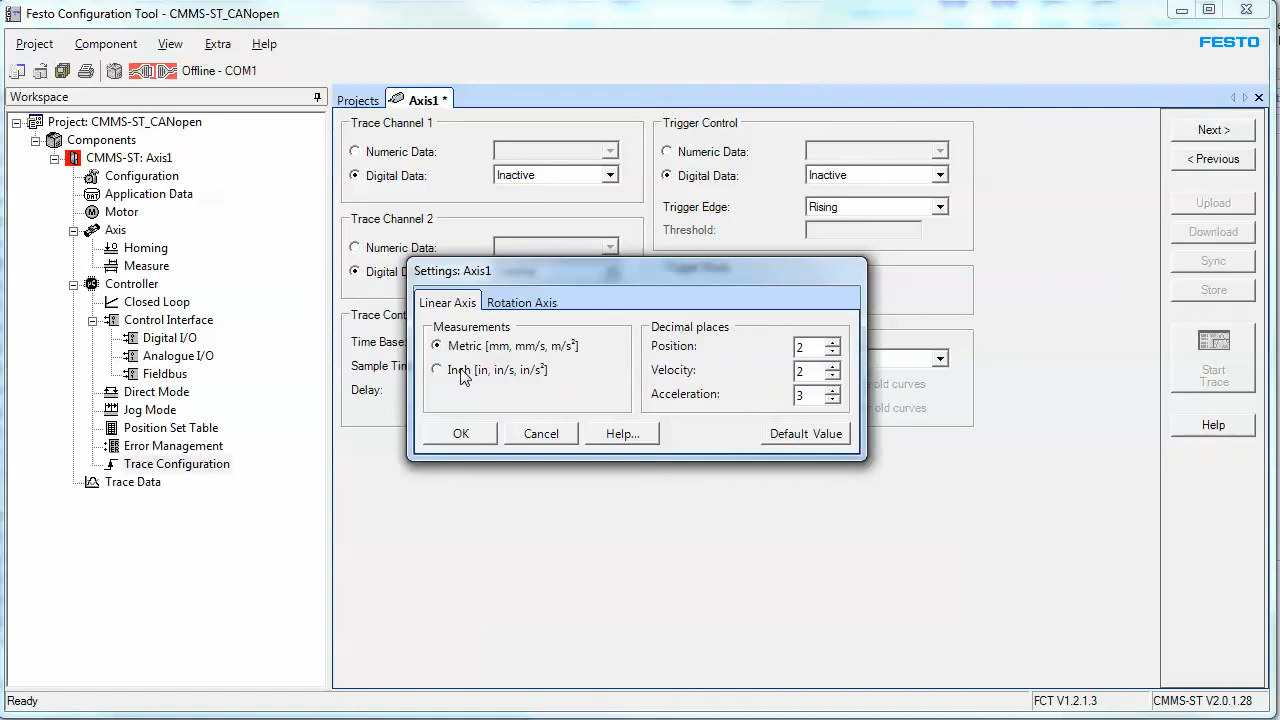 Festo Configuration Tool - CMMS-ST_CANopen
Project Component View Extra Help
FESTO
Offline - COM1
Workspace
Project: CMMS-ST_CANopen
Components
CMMS-ST: Axis1
Configuration
Application Data
Motor
Axis
Homing
Measure
Controller
Closed Loop
Control Interface
Digital I/O
Analogue I/O
Fieldbus
Direct Mode
Jog Mode
Position Set Table
Error Management
Trace Configuration
Trace Data
Projects Axis1 *
Trace Channel 1
Numeric Data:
Digital Data: Inactive
Trace Channel 2
Numeric Data:
Digital D
Trace Cont
Time Base:
Sample Tim
Delay:
Trigger Control
Numeric Data:
Digital Data: Inactive
Trigger Edge: Rising
Threshold:
old curves
old curves
Settings: Axis1
Linear Axis Rotation Axis
Measurements
Metric [mm, mm/s, m/s²]
Inch [in, in/s, in/s²]
Decimal places
Position: 2
Velocity: 2
Acceleration: 3
OK Cancel Help... Default Value
Next >
< Previous
Upload
Download
Sync
Store
Start
Trace
Help
Ready
FCT V1.2.1.3
CMMS-ST V2.0.1.28